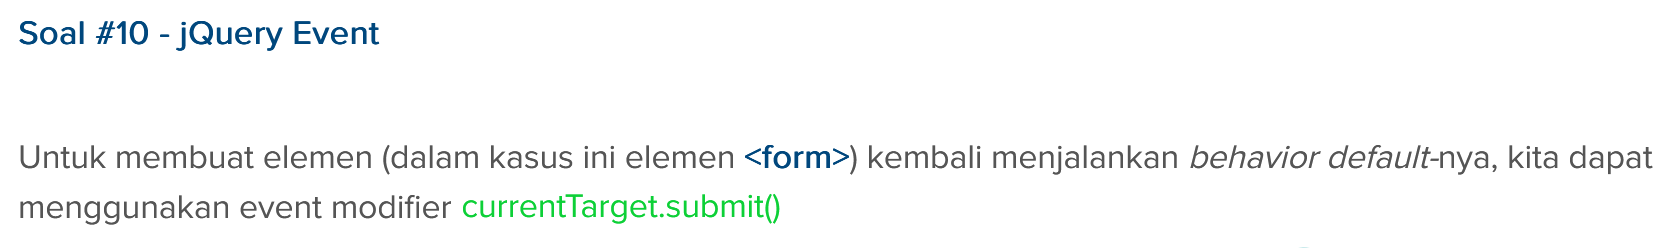 Soal #10 - jQuery Event
Untuk membuat elemen (dalam kasus ini elemen <form>) kembali menjalankan behavior default-nya, kita dapat
menggunakan event modifier currentTarget.submit()